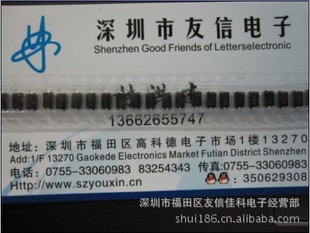 深圳市友信电子
Shenzhen Good Friends of Letterselectronic
13662655747
地址：深圳市福田区高科德电子市场1楼13270
Add:1/F 13270 Gaokede Electronics Market Futian District Shenzhen
电话：0755-33060983 83254343 传真：0755-33060983
Http://www.szyouxin.cn
: 350629308
深圳市福田区友信佳科电子经营部
shui186.cn.alibaba.com